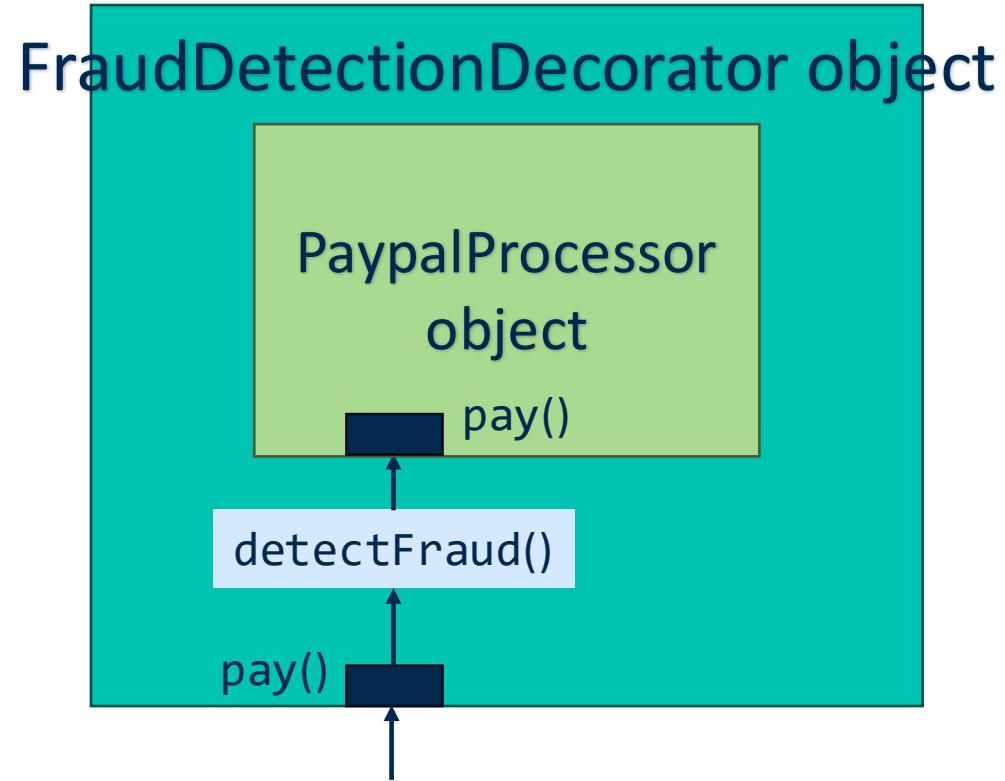 FraudDetectionDecorator object
PaypalProcessor
object
pay()
detectFraud()
pay()